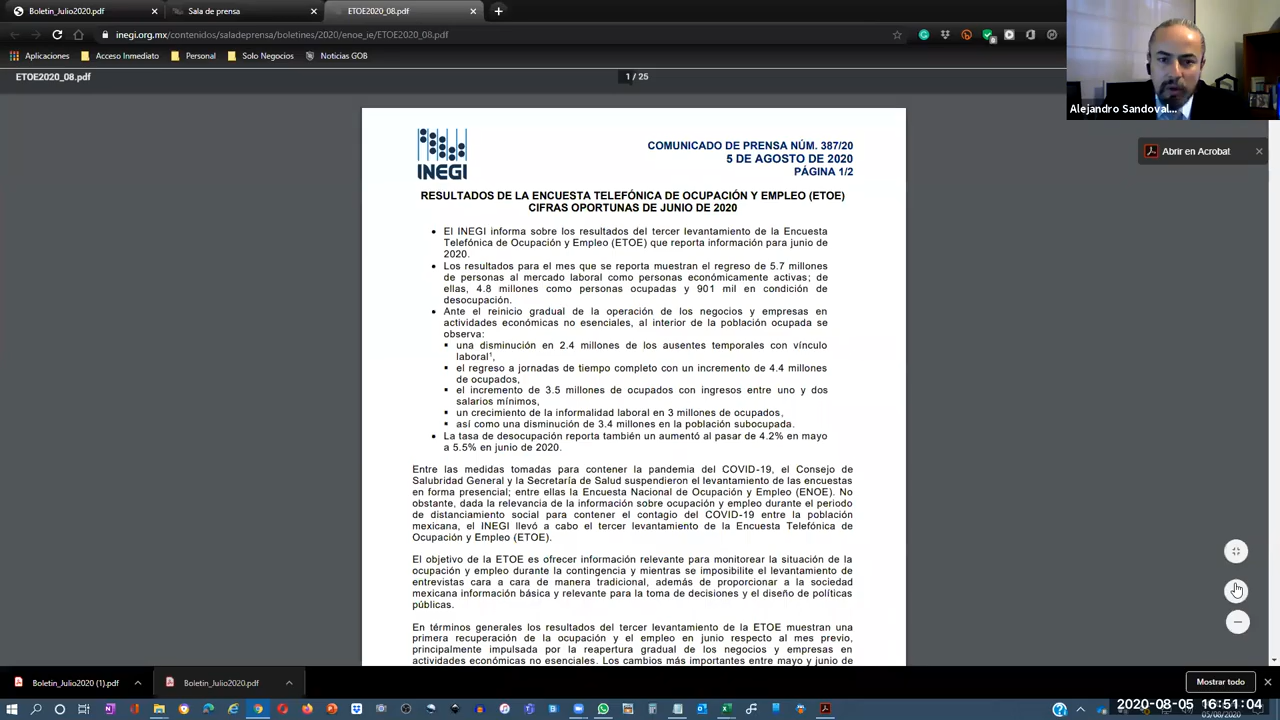 Boletin_Julio2020.pdf
Sala de prensa
ETOE2020_08.pdf
inegi.org.mx/contenidos/saladeprensa/boletines/2020/enoe_ie/ETOE2020_08.pdf
Aplicaciones
Acceso Inmediato
Personal
Solo Negocios
Noticias GOB
ETOE2020_08.pdf
1 / 25
Alejandro Sandoval...
Abrir en Acrobat
INEGI
COMUNICADO DE PRENSA NÚM. 387/20
5 DE AGOSTO DE 2020
PÁGINA 1/2
RESULTADOS DE LA ENCUESTA TELEFÓNICA DE OCUPACIÓN Y EMPLEO (ETOE)
CIFRAS OPORTUNAS DE JUNIO DE 2020
• El INEGI informa sobre los resultados del tercer levantamiento de la Encuesta
Telefónica de Ocupación y Empleo (ETOE) que reporta información para junio de
2020.
• Los resultados para el mes que se reporta muestran el regreso de 5.7 millones
de personas al mercado laboral como personas económicamente activas; de
ellas, 4.8 millones como personas ocupadas y 901 mil en condición de
desocupación.
• Ante el reinicio gradual de la operación de los negocios y empresas en
actividades económicas no esenciales, al interior de la población ocupada se
observa:
▪ una disminución en 2.4 millones de los ausentes temporales con vínculo
laboral¹,
▪ el regreso a jornadas de tiempo completo con un incremento de 4.4 millones
de ocupados,
▪ el incremento de 3.5 millones de ocupados con ingresos entre uno y dos
salarios mínimos,
▪ un crecimiento de la informalidad laboral en 3 millones de ocupados,
▪ así como una disminución de 3.4 millones en la población subocupada.
• La tasa de desocupación reporta también un aumentó al pasar de 4.2% en mayo
a 5.5% en junio de 2020.
Entre las medidas tomadas para contener la pandemia del COVID-19, el Consejo de
Salubridad General y la Secretaría de Salud suspendieron el levantamiento de las encuestas
en forma presencial; entre ellas la Encuesta Nacional de Ocupación y Empleo (ENOE). No
obstante, dada la relevancia de la información sobre ocupación y empleo durante el periodo
de distanciamiento social para contener el contagio del COVID-19 entre la población
mexicana, el INEGI llevó a cabo el tercer levantamiento de la Encuesta Telefónica de
Ocupación y Empleo (ETOE).
El objetivo de la ETOE es ofrecer información relevante para monitorear la situación de la
ocupación y empleo durante la contingencia y mientras se imposibilite el levantamiento de
entrevistas cara a cara de manera tradicional, además de proporcionar a la sociedad
mexicana información básica y relevante para la toma de decisiones y el diseño de políticas
públicas.
En términos generales los resultados del tercer levantamiento de la ETOE muestran una
primera recuperación de la ocupación y el empleo en junio respecto al mes previo,
principalmente impulsada por la reapertura gradual de los negocios y empresas en
actividades económicas no esenciales. Los cambios más importantes entre mayo y junio de
Boletin_Julio2020 (1).pdf
Boletin_Julio2020.pdf
Mostrar todo
2020-08-05 16:51:04